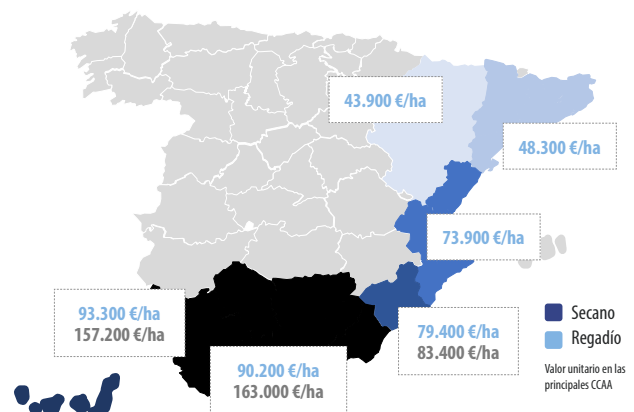 43.900 €/ha
48.300 €/ha
73.900 €/ha
93.300 €/ha
157.200 €/ha
79.400 €/ha
83.400 €/ha
90.200 €/ha
163.000 €/ha
Secano
Regadío
Valor unitario en las
principales CCAA